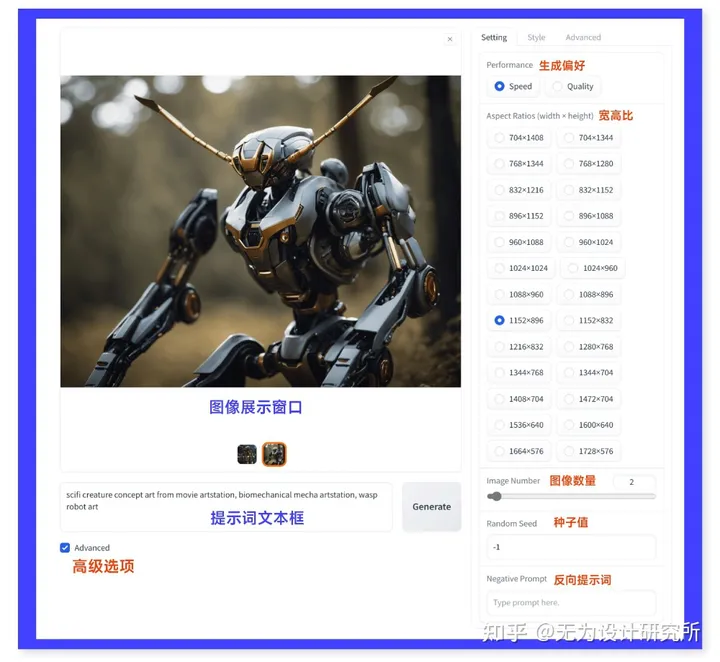 ×
Setting Style Advanced
Performance 生成偏好
Speed Quality
Aspect Ratios (width × height) 宽高比
704×1408 704×1344
768×1344 768×1280
832×1216 832×1152
896×1152 896×1088
960×1088 960×1024
1024×1024 1024×960
1088×960 1088×896
1152×896 1152×832
1216×832 1280×768
1344×768 1344×704
1408×704 1472×704
1536×640 1600×640
1664×576 1728×576
图像展示窗口
Image Number 图像数量 2
scifi creature concept art from movie artstation, biomechanical mecha artstation, wasp
robot art
提示词文本框
Generate
Advanced
高级选项
Random Seed 种子值
-1
Negative Prompt 反向提示词
Type prompt here.
知乎 @无为设计研究所